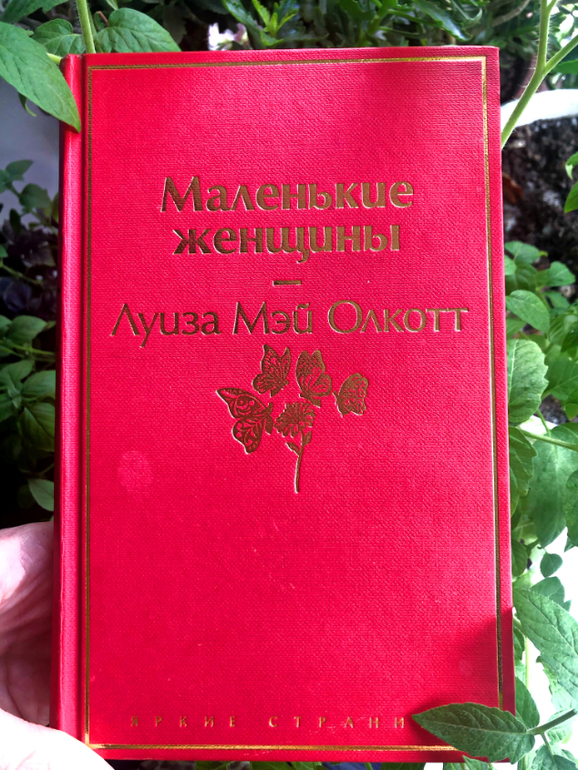 Маленькие
женщины
Луиза Мэй Олкотт
ЯРКИЕ